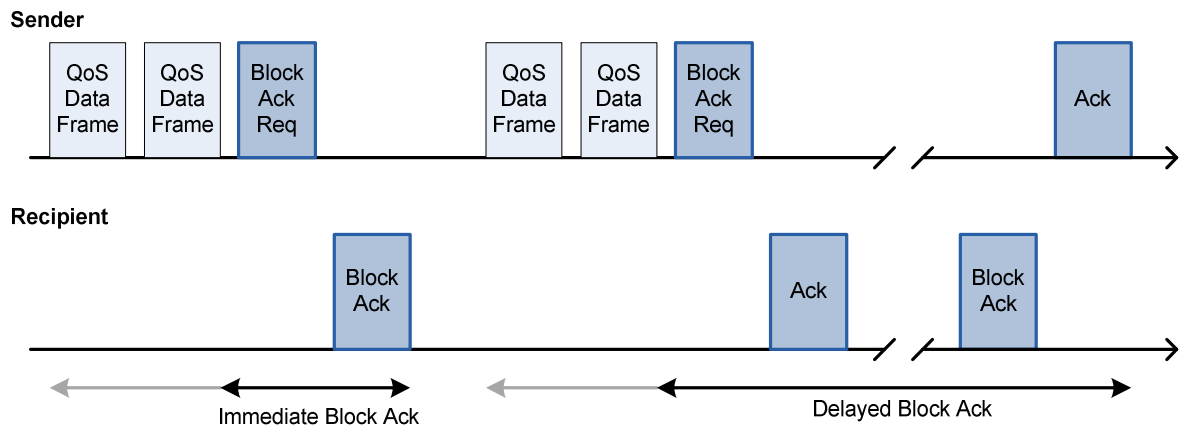 Sender
QoS
Data
Frame
QoS
Data
Frame
Block
Ack
Req
QoS
Data
Frame
QoS
Data
Frame
Block
Ack
Req
Ack
Recipient
Block
Ack
Ack
Block
Ack
Immediate Block Ack
Delayed Block Ack